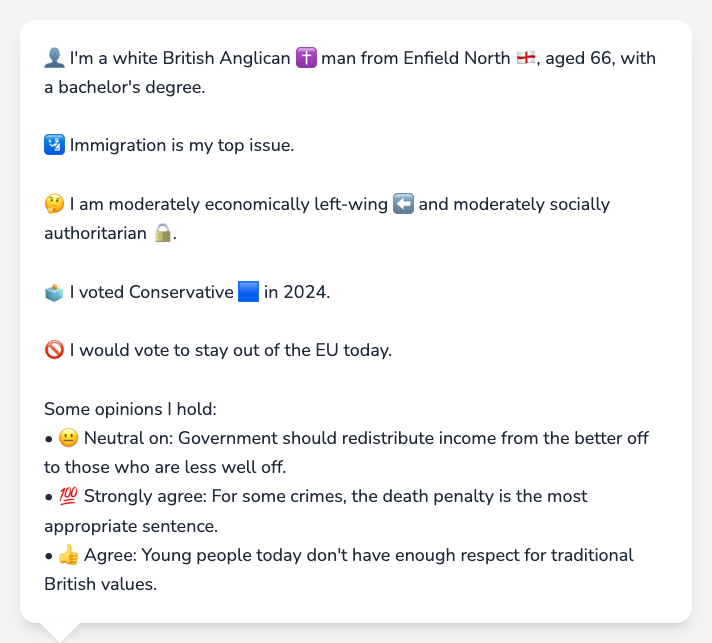 👤 I'm a white British Anglican ✝️ man from Enfield North 🏴󠁧󠁢󠁥󠁮󠁧󠁿, aged 66, with
a bachelor's degree.
🛂 Immigration is my top issue.
🤔 I am moderately economically left-wing ⬅️ and moderately socially
authoritarian 🔒.
🗳️ I voted Conservative 🟦 in 2024.
🚫 I would vote to stay out of the EU today.
Some opinions I hold:
• 😐 Neutral on: Government should redistribute income from the better off
to those who are less well off.
• 💯 Strongly agree: For some crimes, the death penalty is the most
appropriate sentence.
• 👍 Agree: Young people today don't have enough respect for traditional
British values.